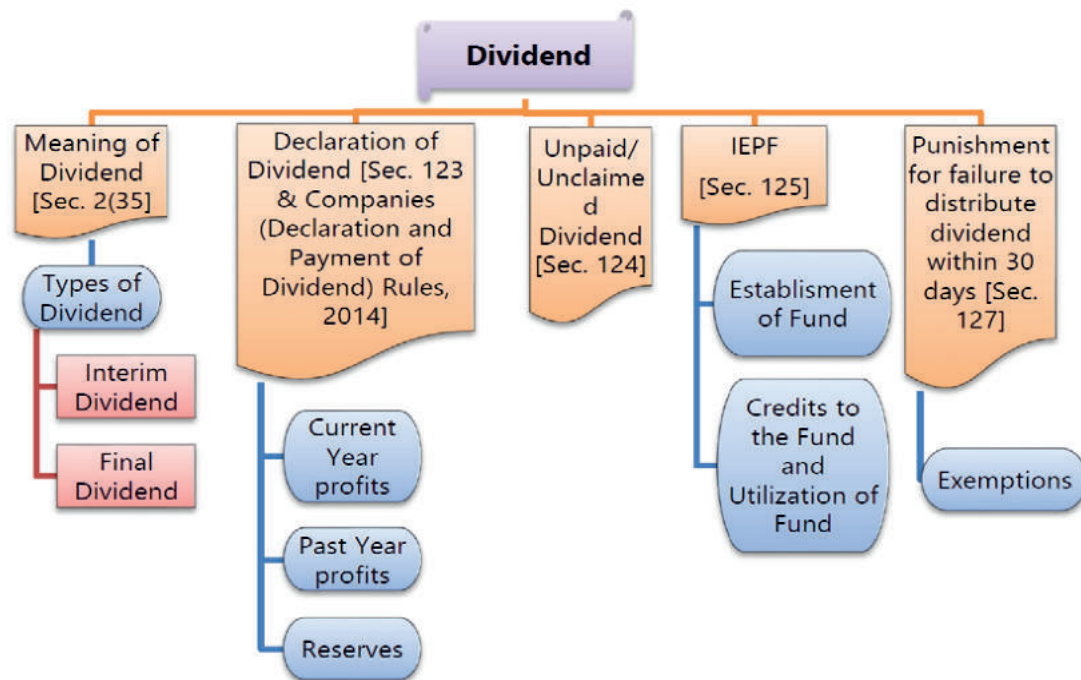 Dividend
Meaning of
Dividend
[Sec. 2(35]
Types of
Dividend
Interim
Dividend
Final
Dividend
Declaration of
Dividend [Sec. 123
& Companies
(Declaration and
Payment of
Dividend) Rules,
2014]
Current
Year
profits
Past Year
profits
Reserves
Unpaid/
Unclaime
d
Dividend
[Sec. 124]
IEPF
[Sec. 125]
Establisment
of Fund
Credits to
the Fund
and
Utilization of
Fund
Punishment
for failure to
distribute
dividend
within 30
days [Sec.
127]
Exemptions